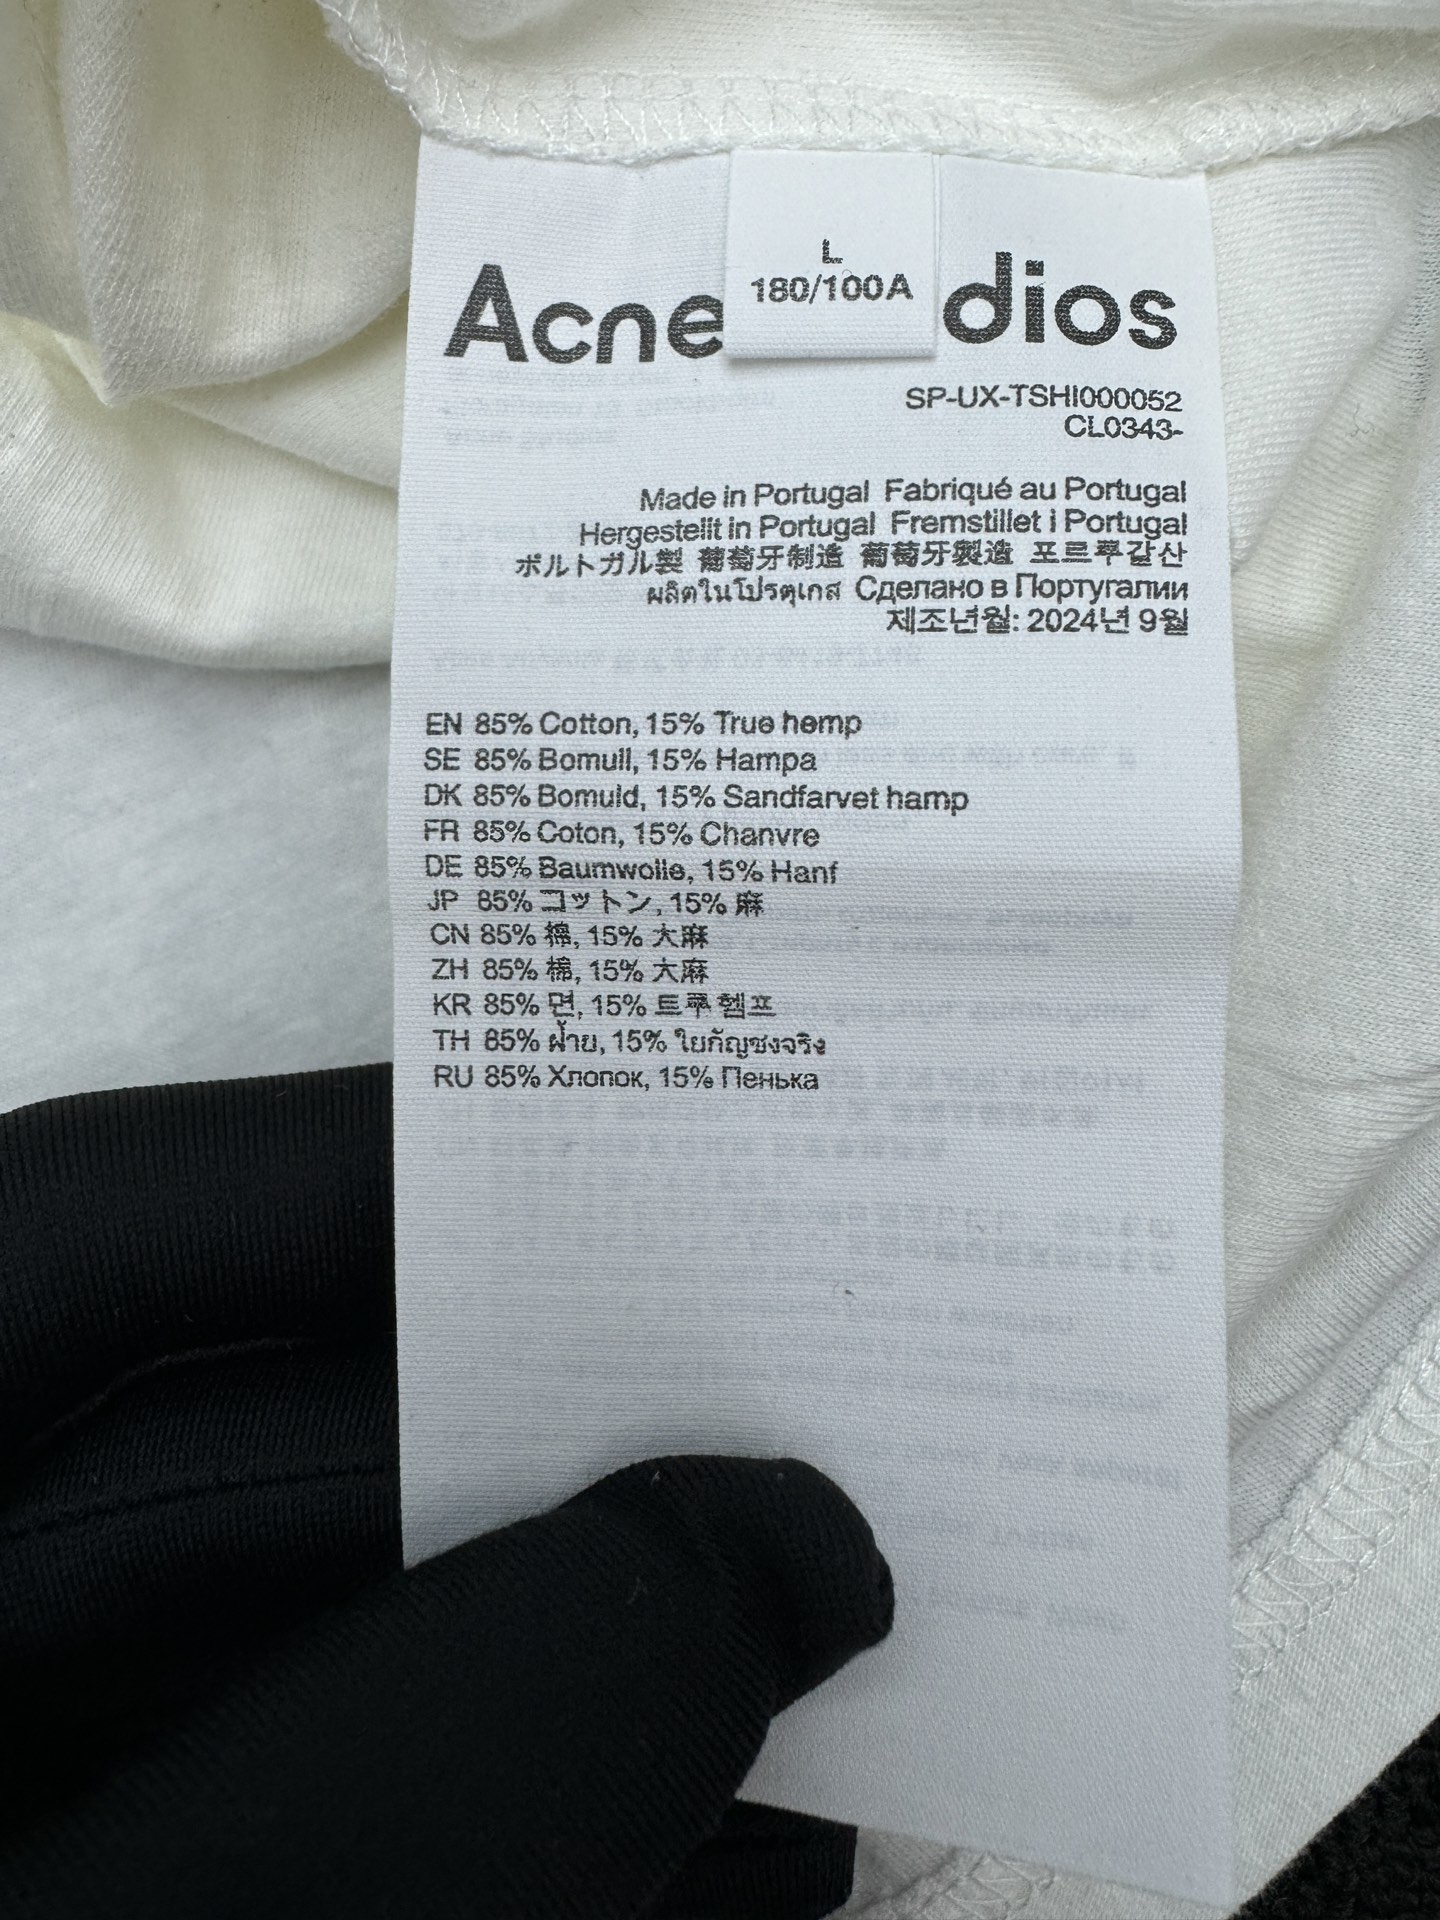 L
180/100A
Acne dios
SP-UX-TSHI000052
CL0343-
Made in Portugal Fabriqué au Portugal
Hergestellt in Portugal Fremstillet i Portugal
ポルトガル製 葡萄牙制造 葡萄牙製造 포르투갈산
ผลิตในโปรตุเกส Сделано в Португалии
제조년월: 2024년 9월
EN 85% Cotton, 15% True hemp
SE 85% Bomull, 15% Hampa
DK 85% Bomuld, 15% Sandfarvet hamp
FR 85% Coton, 15% Chanvre
DE 85% Baumwolle, 15% Hanf
JP 85% コットン, 15% 麻
CN 85% 棉, 15% 大麻
ZH 85% 棉, 15% 大麻
KR 85% 면, 15% 트루 헴프
TH 85% ฝ้าย, 15% ใยกัญชงจริง
RU 85% Хлопок, 15% Пенька